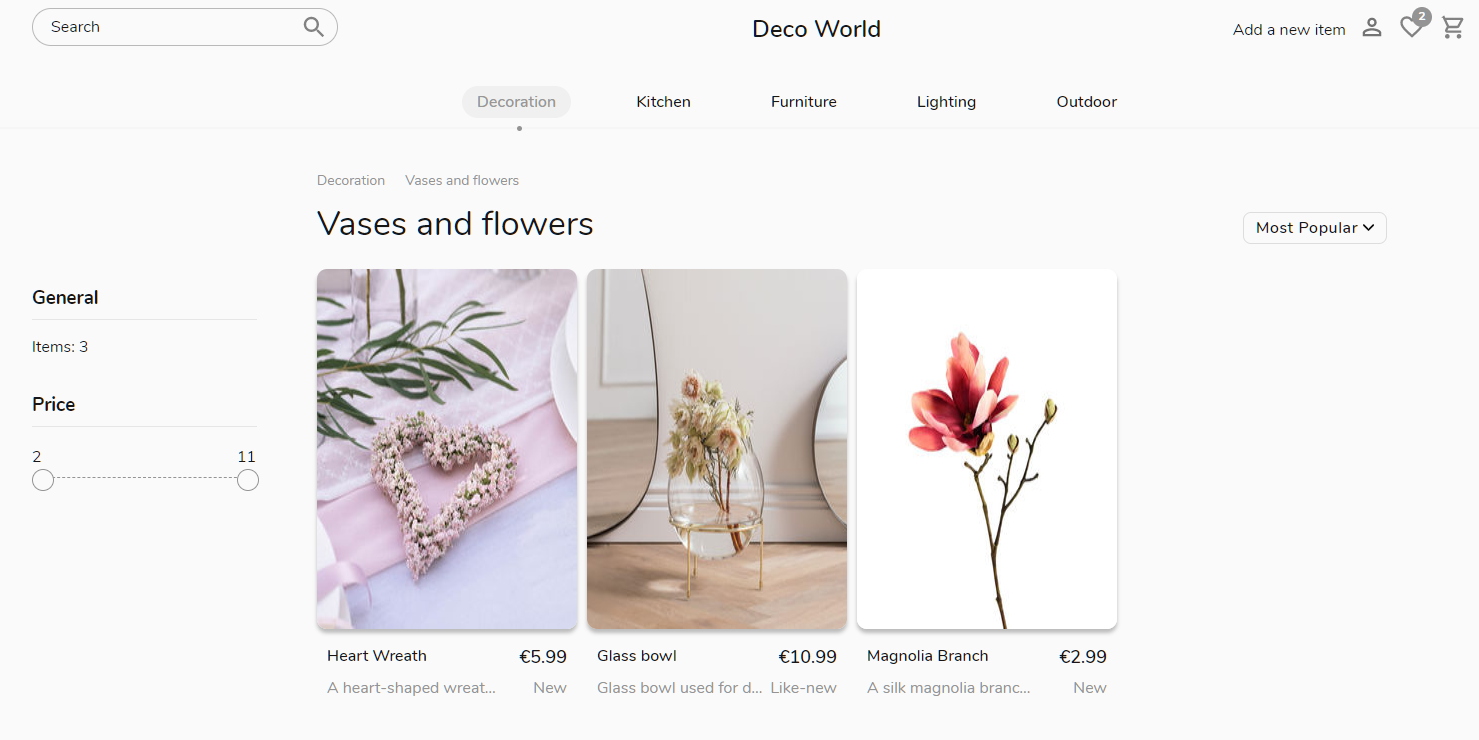 Search
Deco World
Add a new item
2
Decoration
Kitchen
Furniture
Lighting
Outdoor
Decoration
Vases and flowers
Vases and flowers
Most Popular
General
Items: 3
Price
2
11
Heart Wreath
€5.99
A heart-shaped wreat...
New
Glass bowl
€10.99
Glass bowl used for d...
Like-new
Magnolia Branch
€2.99
A silk magnolia branc...
New